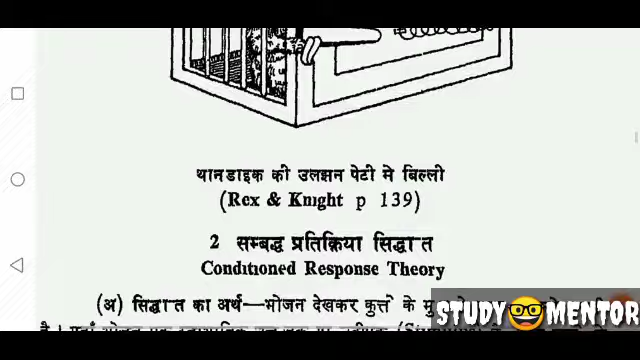 थानडाइक की उलझन पेटी मे बिल्ली
(Rex & Knight p 139)
2 सम्बद्ध प्रतिक्रिया सिद्धात
Conditioned Response Theory
(अ) सिद्धात का अर्थ—भोजन देखकर कुत्ते के
STUDY MENTOR
है।